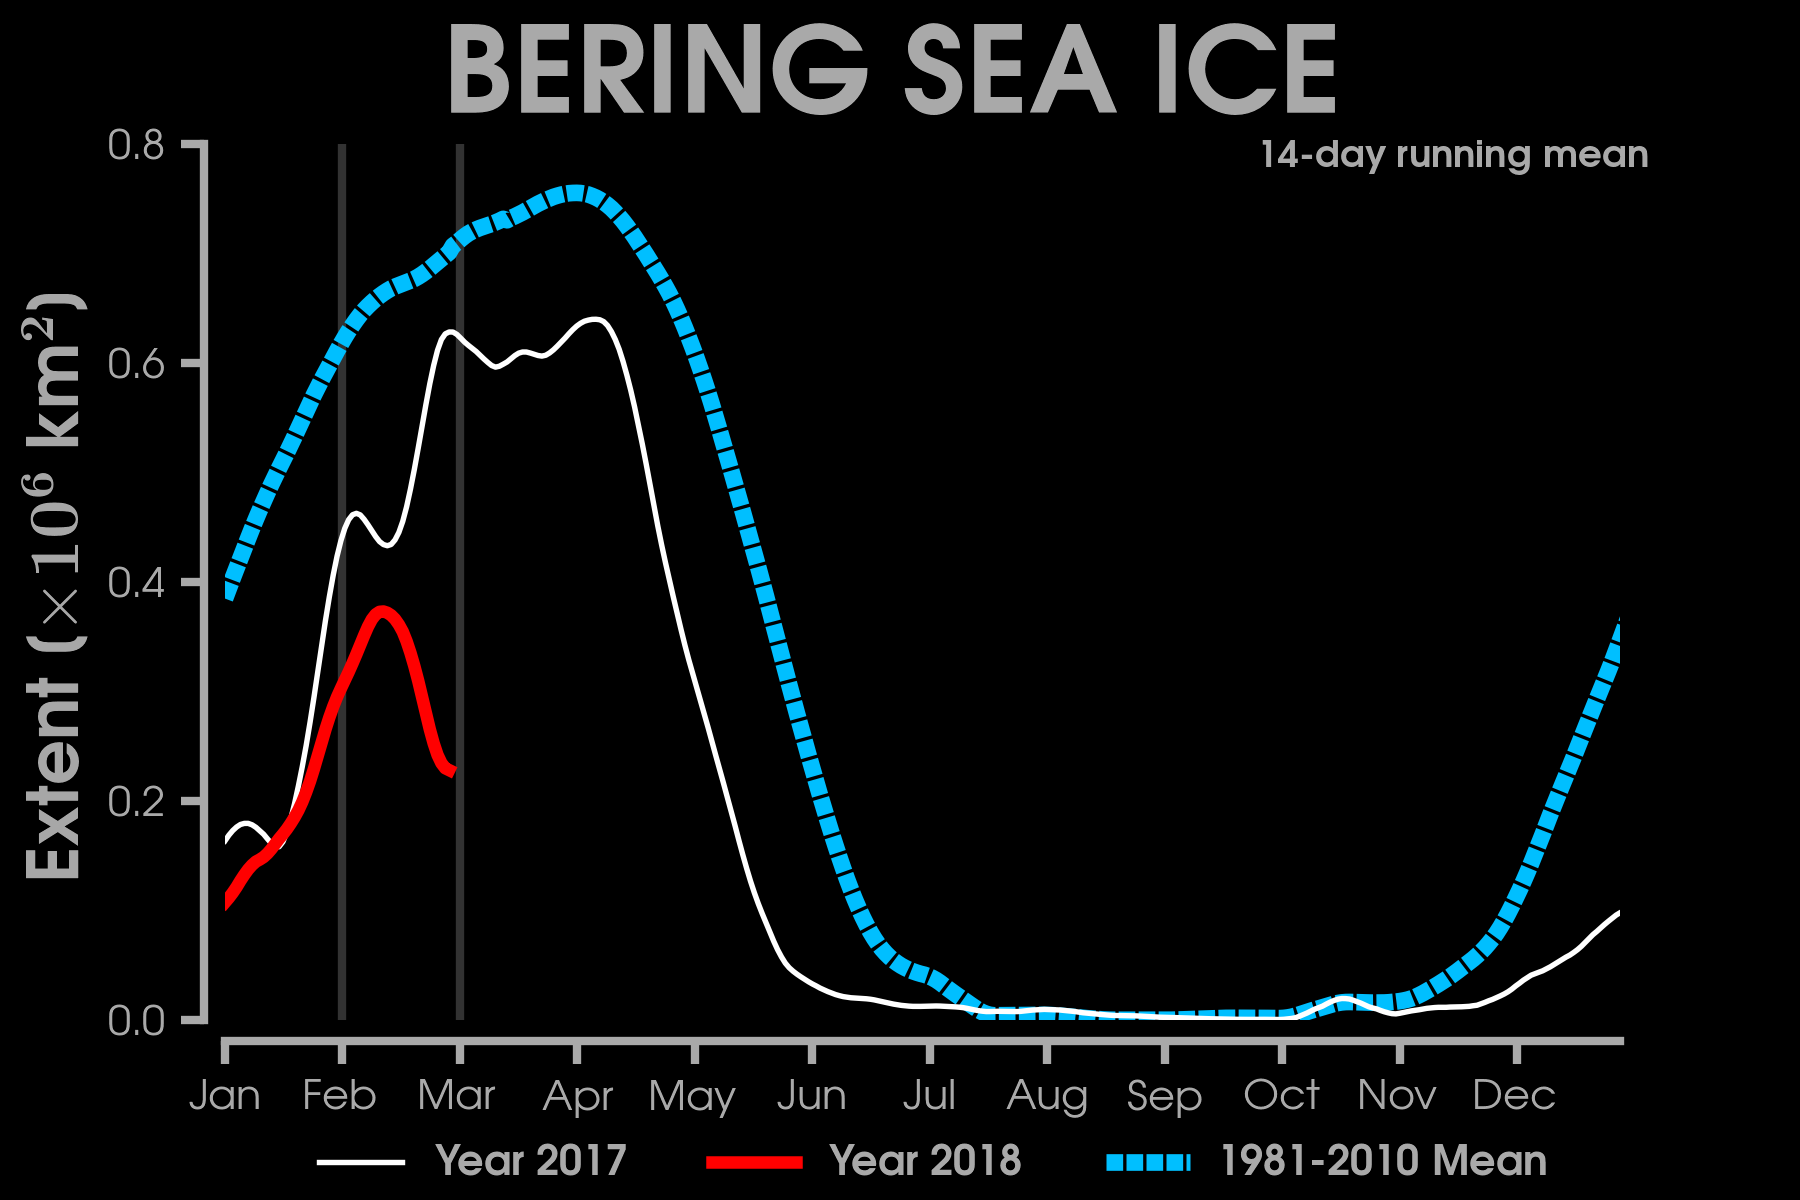 BERING SEA ICE
14-day running mean
Extent (×10⁶ km²)
0.8
0.6
0.4
0.2
0.0
Jan Feb Mar Apr May Jun Jul Aug Sep Oct Nov Dec
Year 2017 Year 2018 1981-2010 Mean